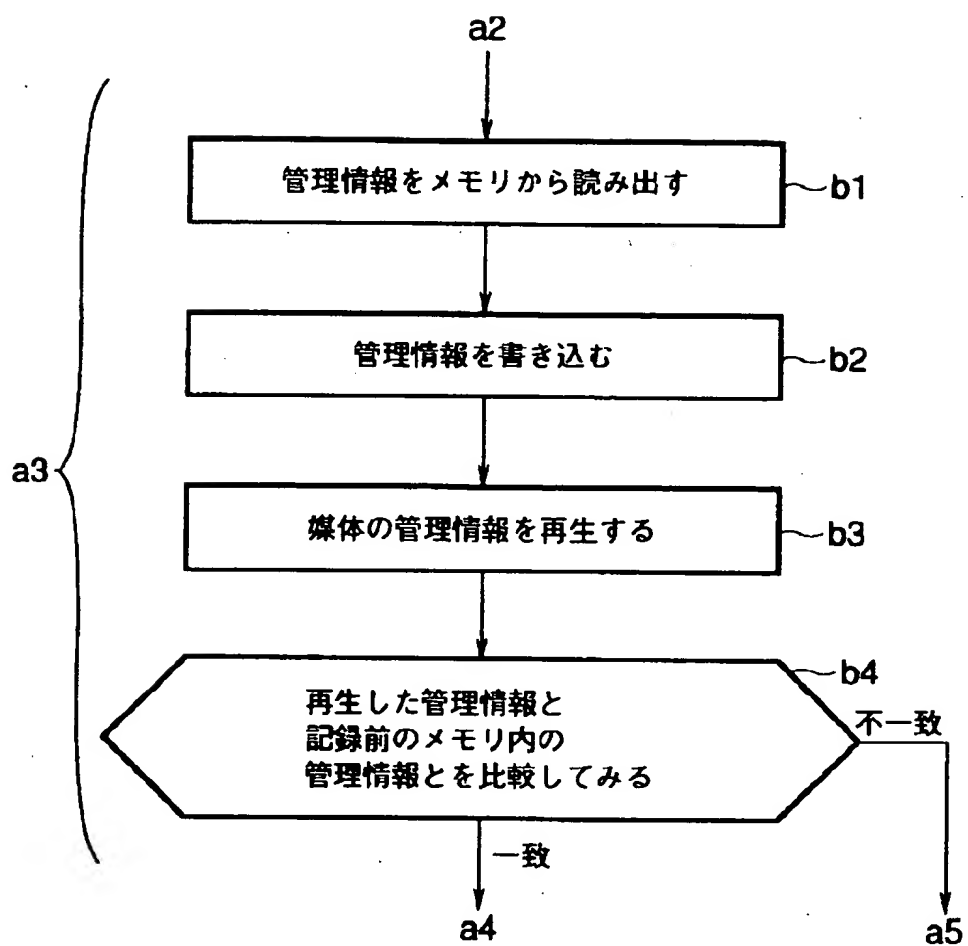 a2
管理情報をメモリから読み出す
b1
管理情報を書き込む
b2
a3
媒体の管理情報を再生する
b3
b4
再生した管理情報と
記録前のメモリ内の
管理情報とを比較してみる
不一致
一致
a4
a5